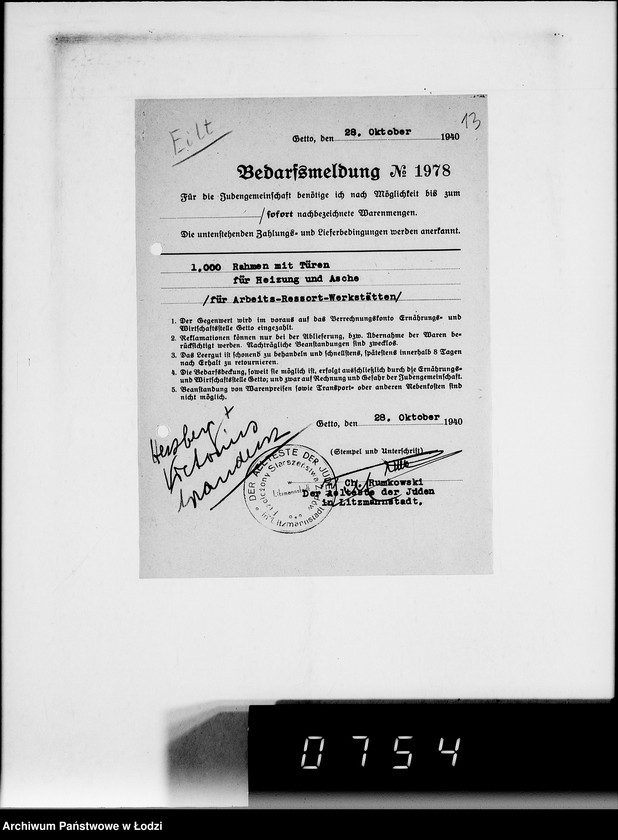 Eilt
13
Getto, den 28. Oktober 1940
Bedarfsmeldung № 1978
Für die Judengemeinschaft benötige ich nach Möglichkeit bis zum
/sofort nachbezeichnete Warenmengen.
Die untenstehenden Zahlungs- und Lieferbedingungen werden anerkannt.
1,000 Rahmen mit Türen
für Heizung und Asche
/für Arbeits-Ressort-Werkstätten/
1. Der Gegenwert wird im voraus auf das Verrechnungskonto Ernährungs- und
Wirtschaftsstelle Getto eingezahlt.
2. Reklamationen können nur bei der Ablieferung, bzw. Übernahme der Waren be-
rücksichtigt werden. Nachträgliche Beanstandungen sind zwecklos.
3. Das Leergut ist schonend zu behandeln und schnellstens, spätestens innerhalb 8 Tagen
nach Erhalt zu retournieren.
4. Die Bedarfsdeckung, soweit sie möglich ist, erfolgt ausschließlich durch die Ernährungs-
und Wirtschaftsstelle Getto; und zwar auf Rechnung und Gefahr der Judengemeinschaft.
5. Beanstandung von Warenpreisen sowie Transport- oder anderen Nebenkosten sind
nicht möglich.
Getto, den 28. Oktober 1940
(Stempel und Unterschrift)
Ch. Rumkowski
Der Aelteste der Juden
in Litzmannstadt.
DER AELTESTE DER JUDEN
Litzmannstadt
0754
Archiwum Państwowe w Łodzi